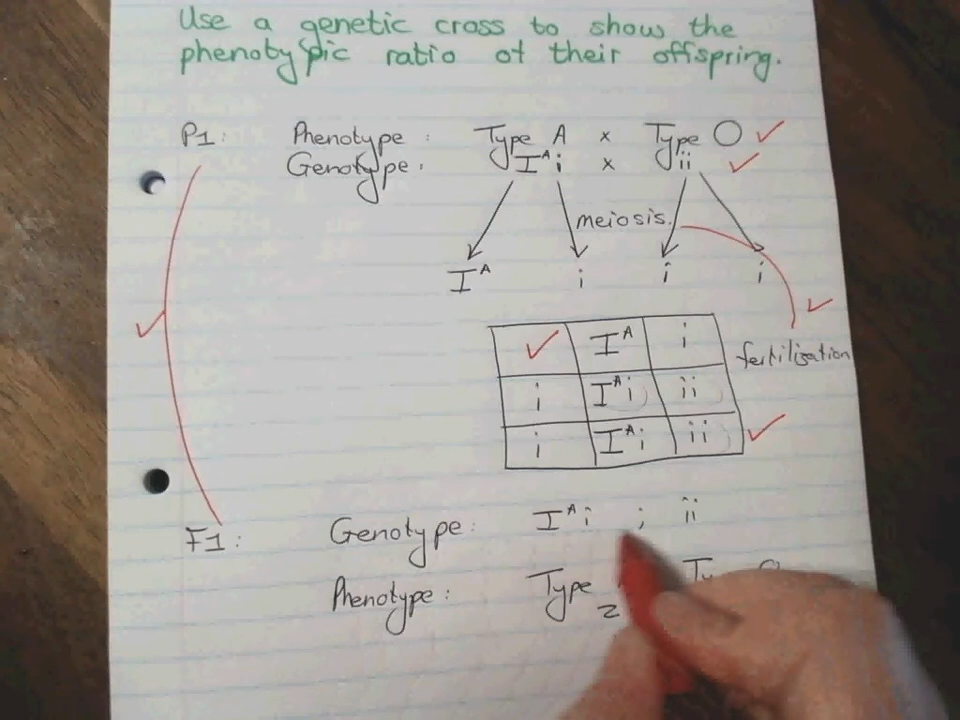 Use a genetic cross to show the
phenotypic ratio of their offspring.
P1: Phenotype: Type A x Type O
Genotype: I^A i x ii
meiosis.
I^A i i i
I^A i
fertilization
i I^A i ii
i I^A i ii
F1: Genotype: I^A i ; ii
Phenotype: Type
2